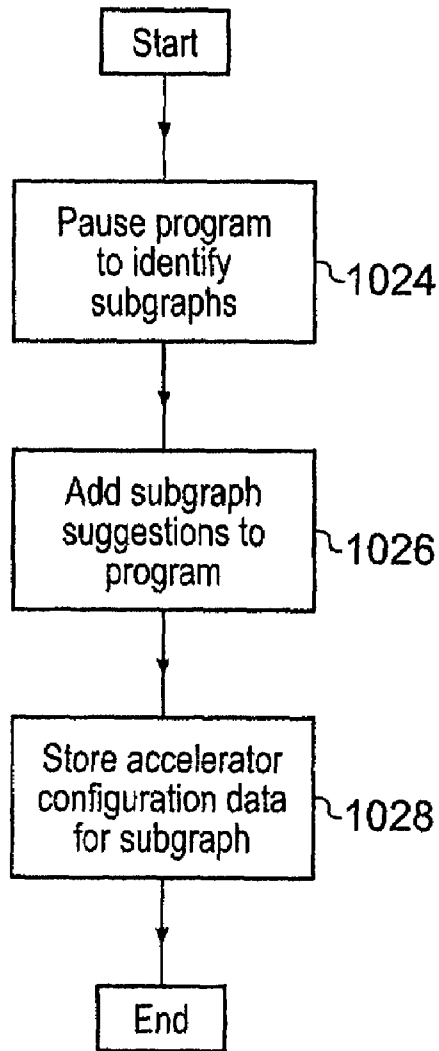 Start
Pause program
to identify
subgraphs
1024
Add subgraph
suggestions to
program
1026
Store accelerator
configuration data
for subgraph
1028
End